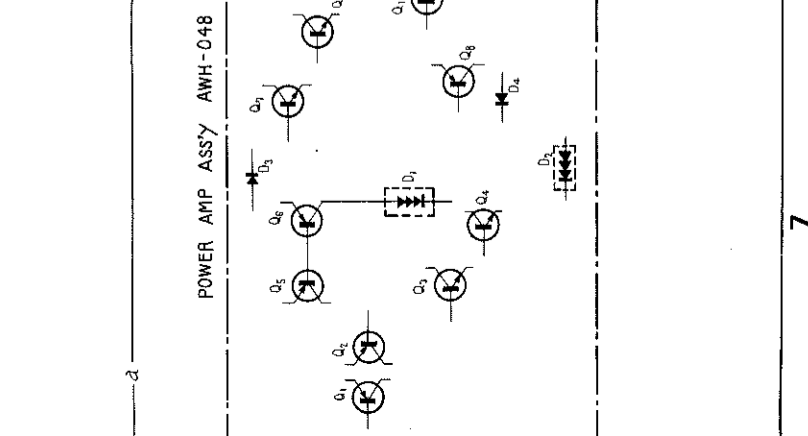 POWER AMP ASS'Y AWH-048
a
Q7
Q8
D4
D3
D2
D1
Q6
Q4
Q5
Q3
Q2
Q1
7